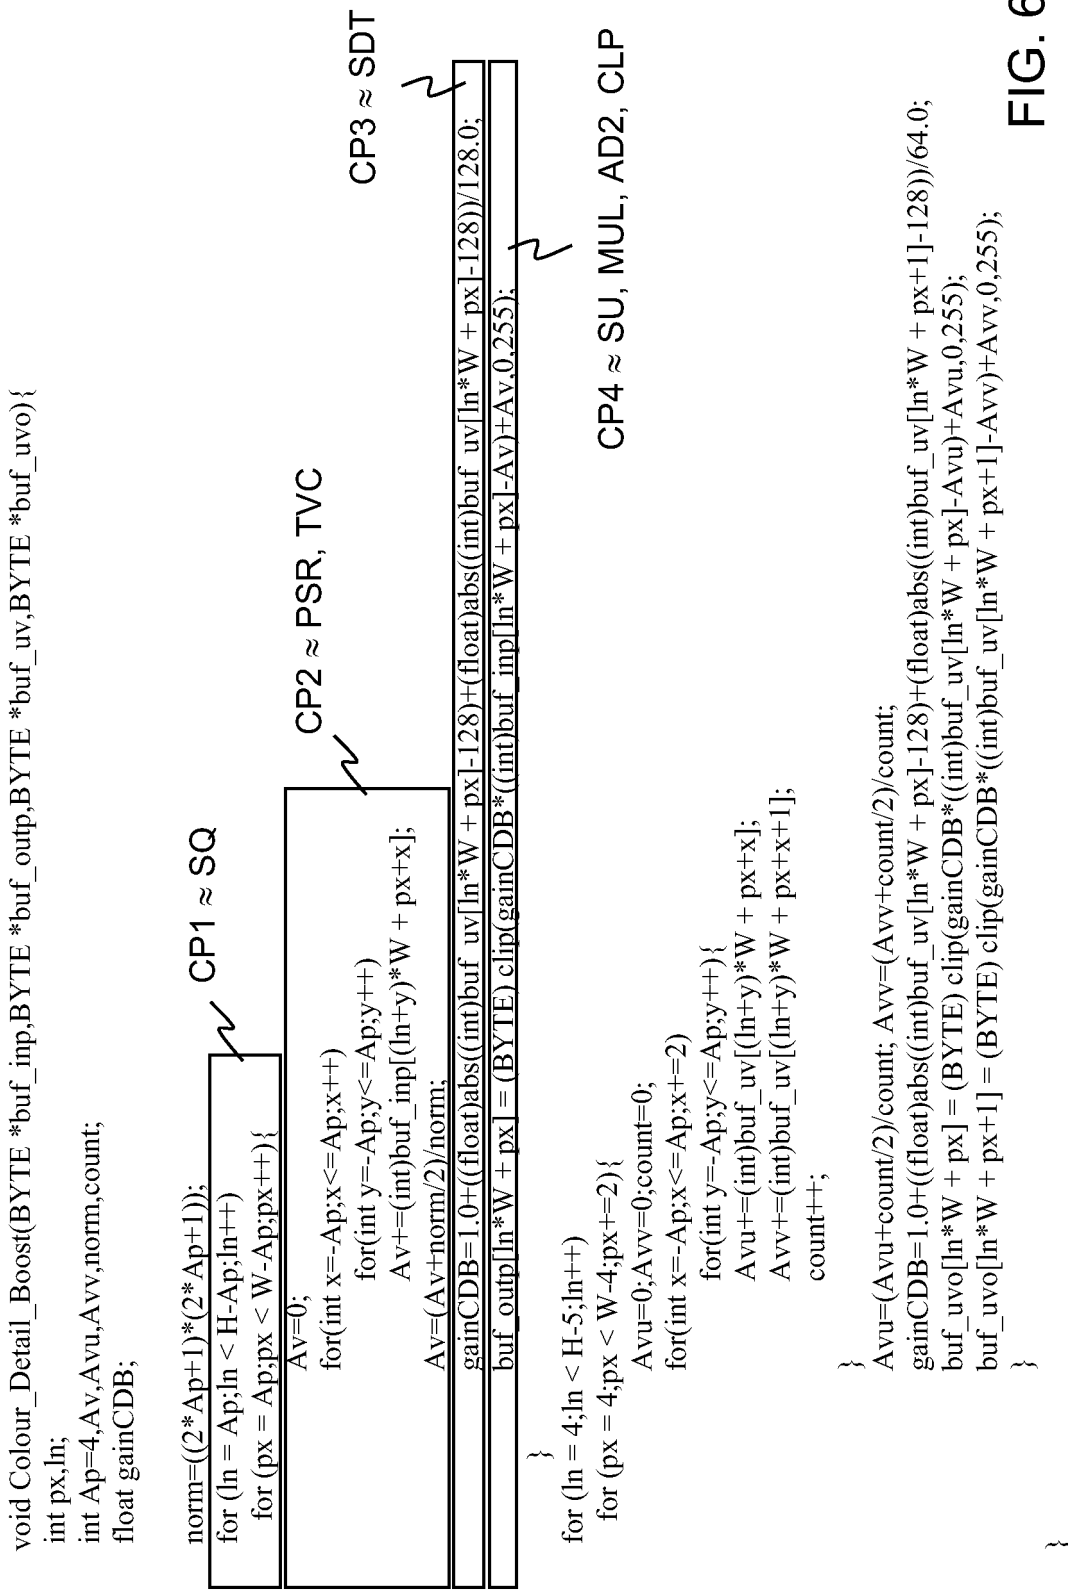 void Colour_Detail_Boost(BYTE *buf_inp,BYTE *buf_outp,BYTE *buf_uv,BYTE *buf_uvo){
int px,ln;
int Ap=4,Av,Avu,Avv,norm,count;
float gainCDB;
norm=((2*Ap+1)*(2*Ap+1));
CP1 ≈ SQ
for (ln = Ap;ln < H-Ap;ln++)
for (px = Ap;px < W-Ap;px++){
CP2 ≈ PSR, TVC
Av=0;
for(int x=-Ap;x<=Ap;x++)
for(int y=-Ap;y<=Ap;y++)
Av+=(int)buf_inp[(ln+y)*W + px+x];
Av=(Av+norm/2)/norm;
CP3 ≈ SDT
gainCDB=1.0+((float)abs((int)buf_uv[ln*W + px]-128)+(float)abs((int)buf_uv[ln*W + px]-128))/128.0;
buf_outp[ln*W + px] = (BYTE) clip(gainCDB*((int)buf_inp[ln*W + px]-Av)+Av,0,255);
CP4 ≈ SU, MUL, AD2, CLP
}
for (ln = 4;ln < H-5;ln++)
for (px = 4;px < W-4;px+=2){
Avu=0;Avv=0;count=0;
for(int x=-Ap;x<=Ap;x+=2)
for(int y=-Ap;y<=Ap;y++){
Avu+=(int)buf_uv[(ln+y)*W + px+x];
Avv+=(int)buf_uv[(ln+y)*W + px+x+1];
count++;
}
Avu=(Avu+count/2)/count; Avv=(Avv+count/2)/count;
gainCDB=1.0+((float)abs((int)buf_uv[ln*W + px]-128)+(float)abs((int)buf_uv[ln*W + px+1]-128))/64.0;
buf_uvo[ln*W + px] = (BYTE) clip(gainCDB*((int)buf_uv[ln*W + px]-Avu)+Avu,0,255);
buf_uvo[ln*W + px+1] = (BYTE) clip(gainCDB*((int)buf_uv[ln*W + px+1]-Avv)+Avv,0,255);
}
}
FIG. 6